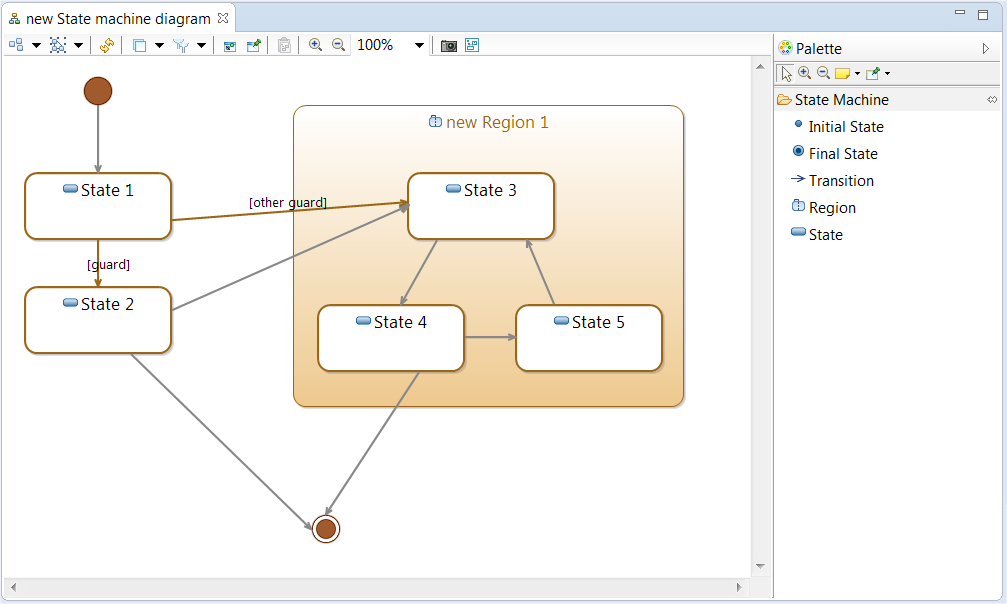 new State machine diagram
100%
new Region 1
State 1
State 3
[other guard]
[guard]
State 2
State 4
State 5
Palette
State Machine
Initial State
Final State
Transition
Region
State